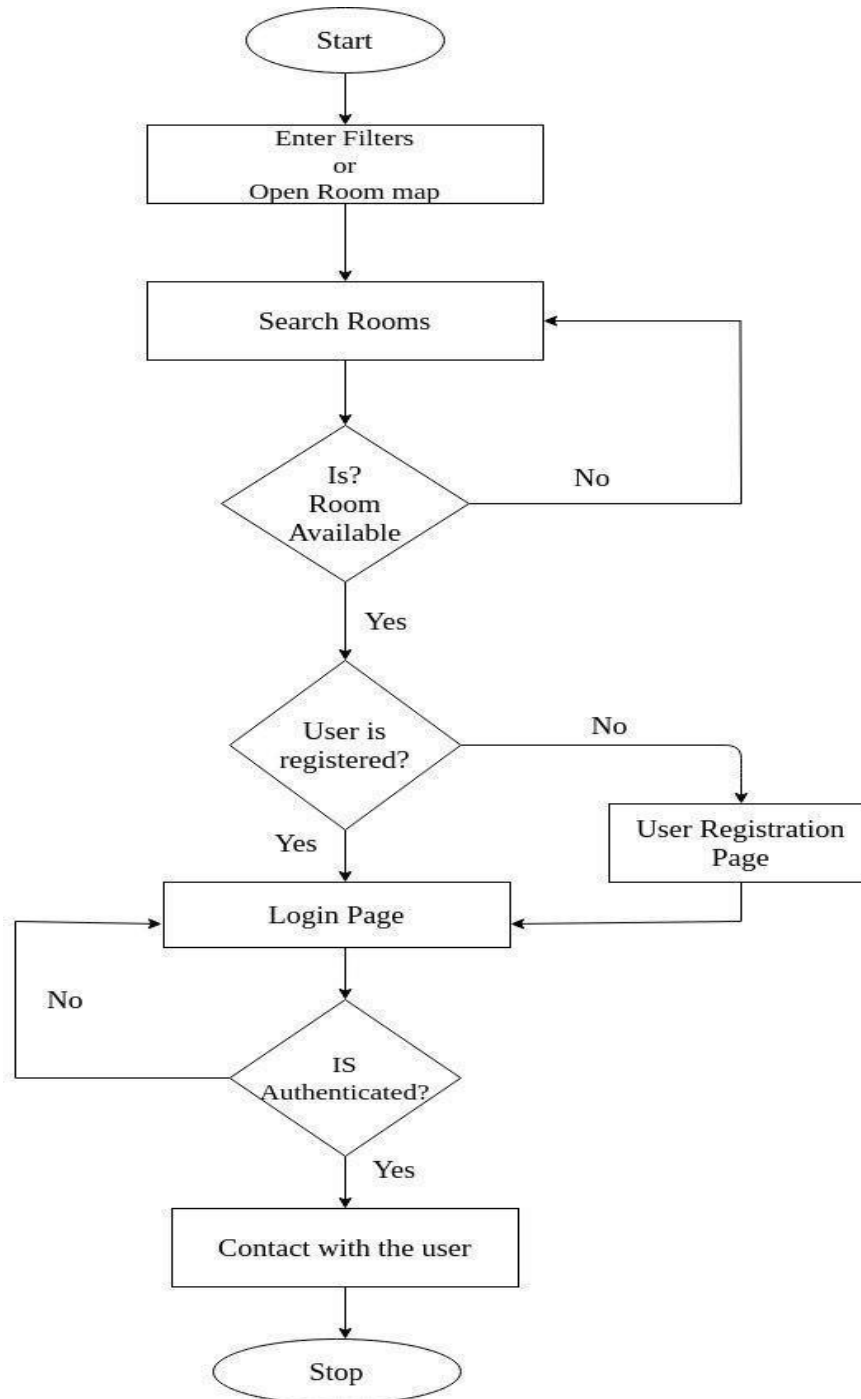 Start
Enter Filters
or
Open Room map
Search Rooms
Is?
Room
Available
No
Yes
User is
registered?
No
Yes
User Registration
Page
Login Page
No
IS
Authenticated?
Yes
Contact with the user
Stop